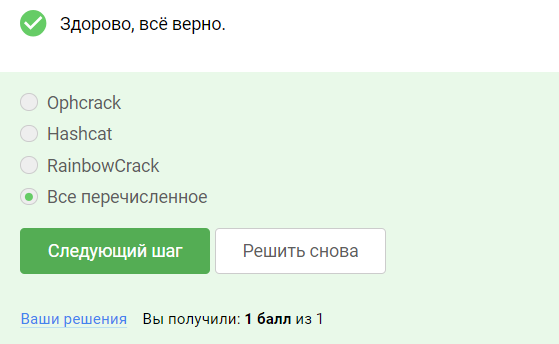 Здорово, всё верно.
Ophcrack
Hashcat
RainbowCrack
Все перечисленное
Следующий шаг Решить снова
Ваши решения Вы получили: 1 балл из 1